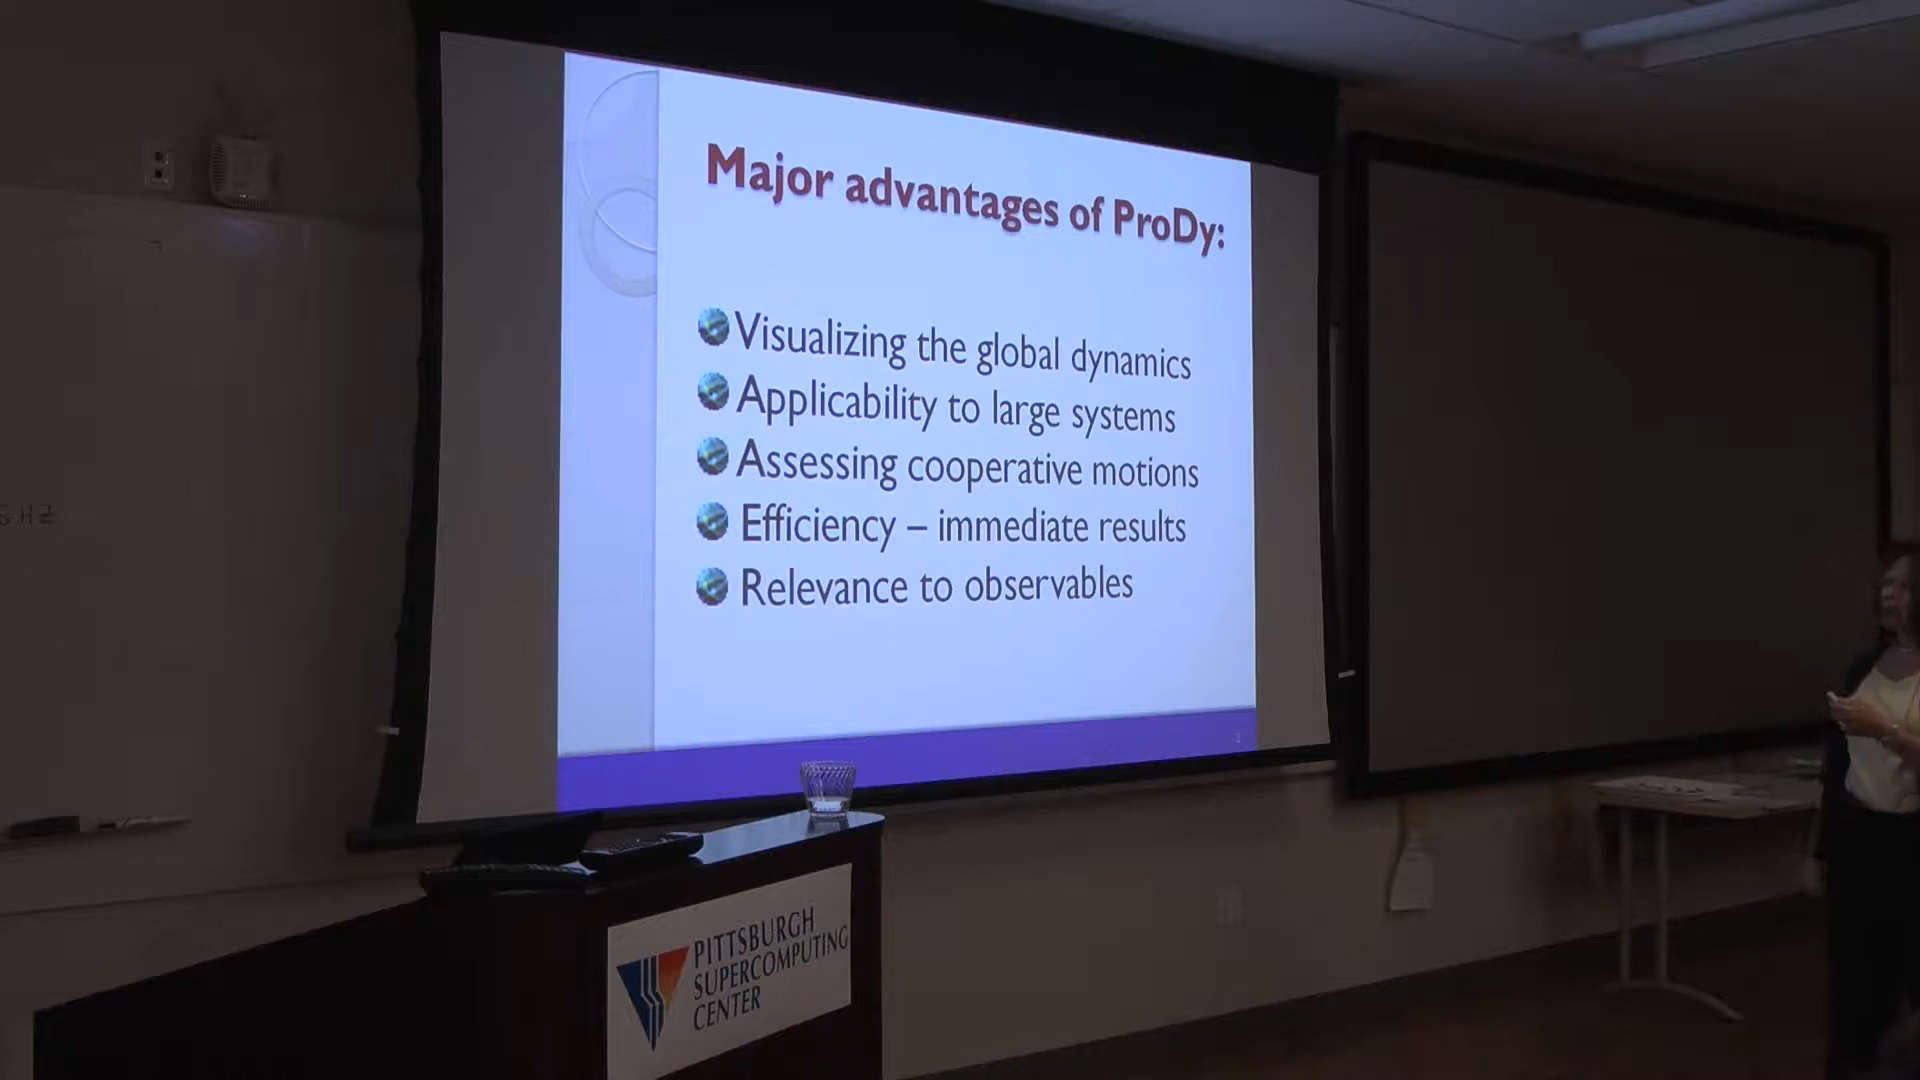 Major advantages of ProDy:
Visualizing the global dynamics
Applicability to large systems
Assessing cooperative motions
Efficiency – immediate results
Relevance to observables
PITTSBURGH
SUPERCOMPUTING
CENTER